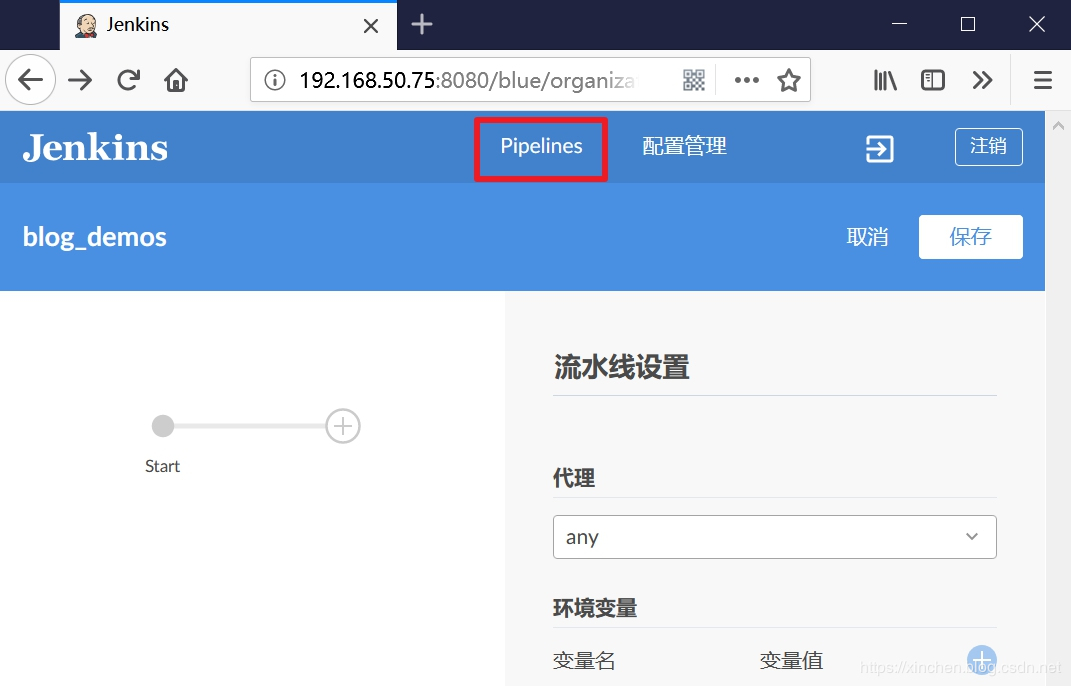 Jenkins
192.168.50.75:8080/blue/organiza
Jenkins Pipelines 配置管理 注销
blog_demos 取消 保存
流水线设置
Start
代理
any
环境变量
变量名 变量值
https://xinchen.blog.csdn.net